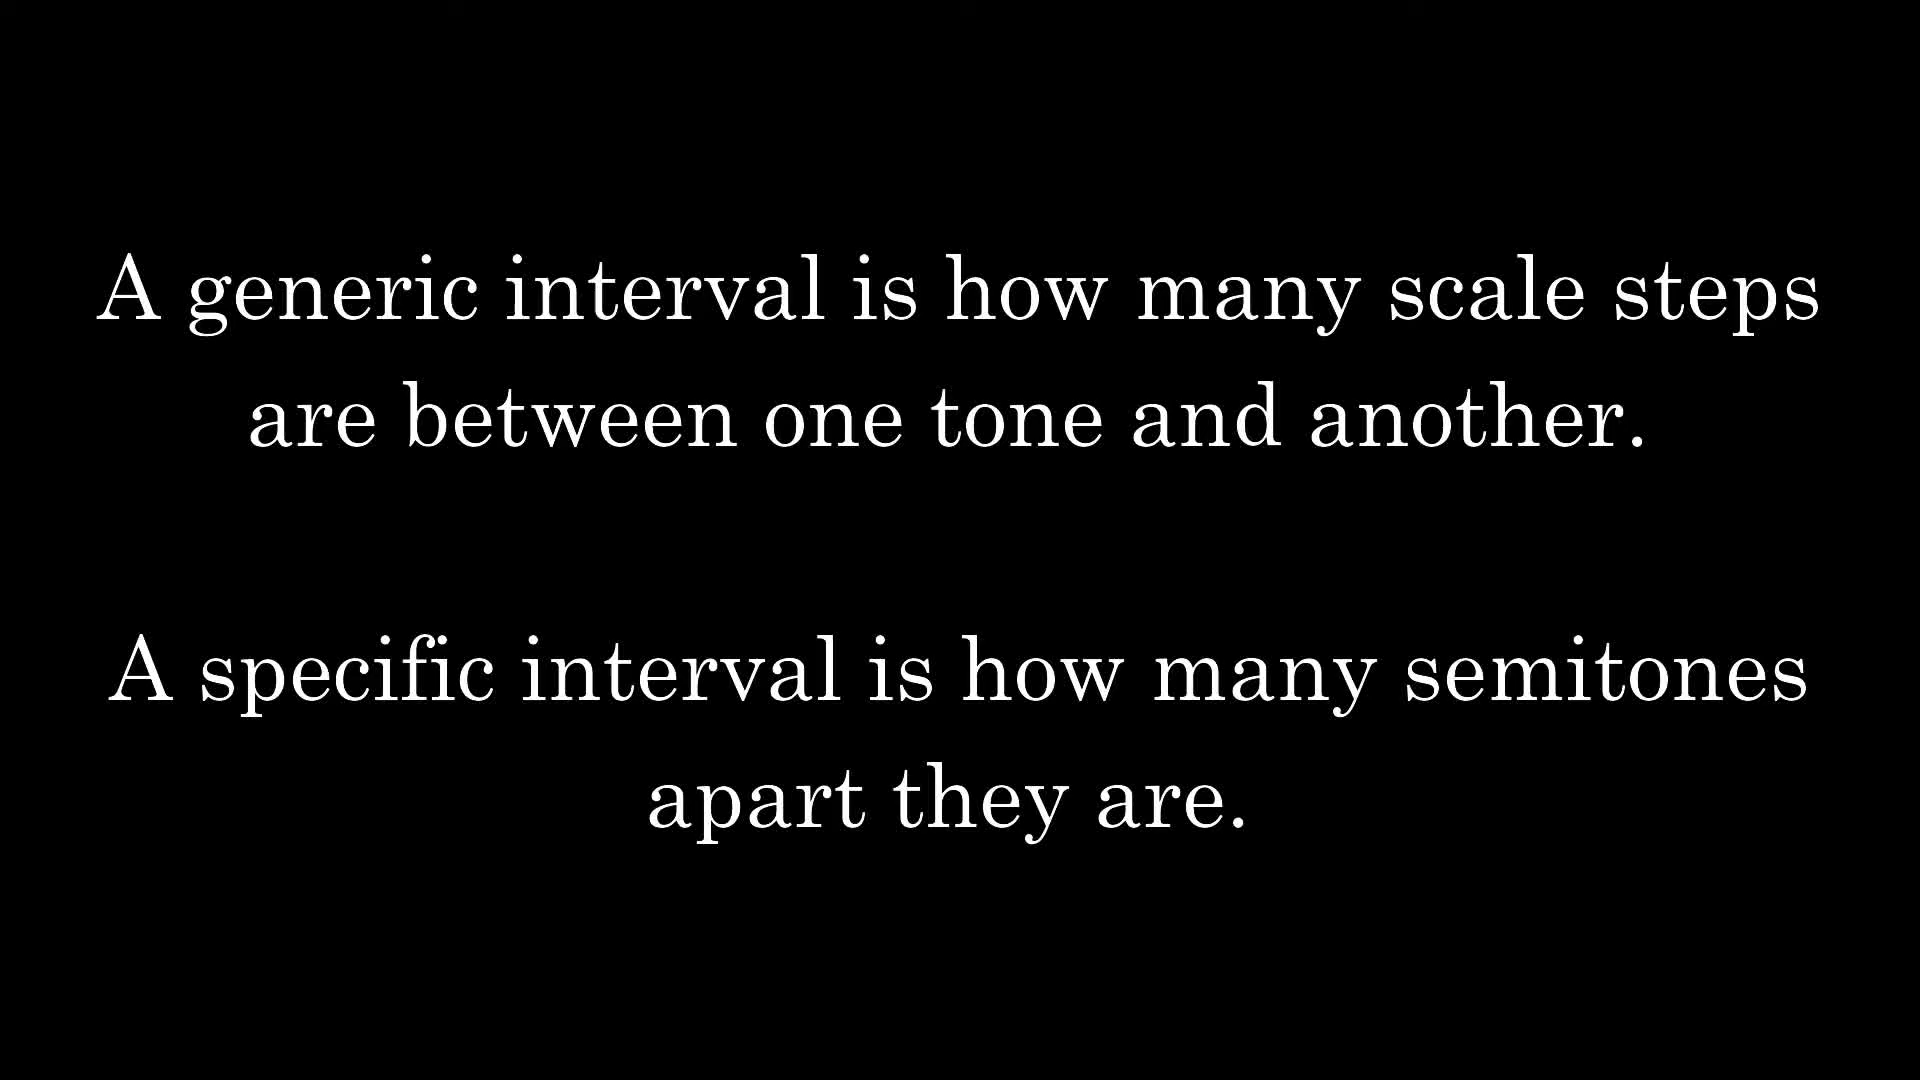 A generic interval is how many scale steps
are between one tone and another.
A specific interval is how many semitones
apart they are.